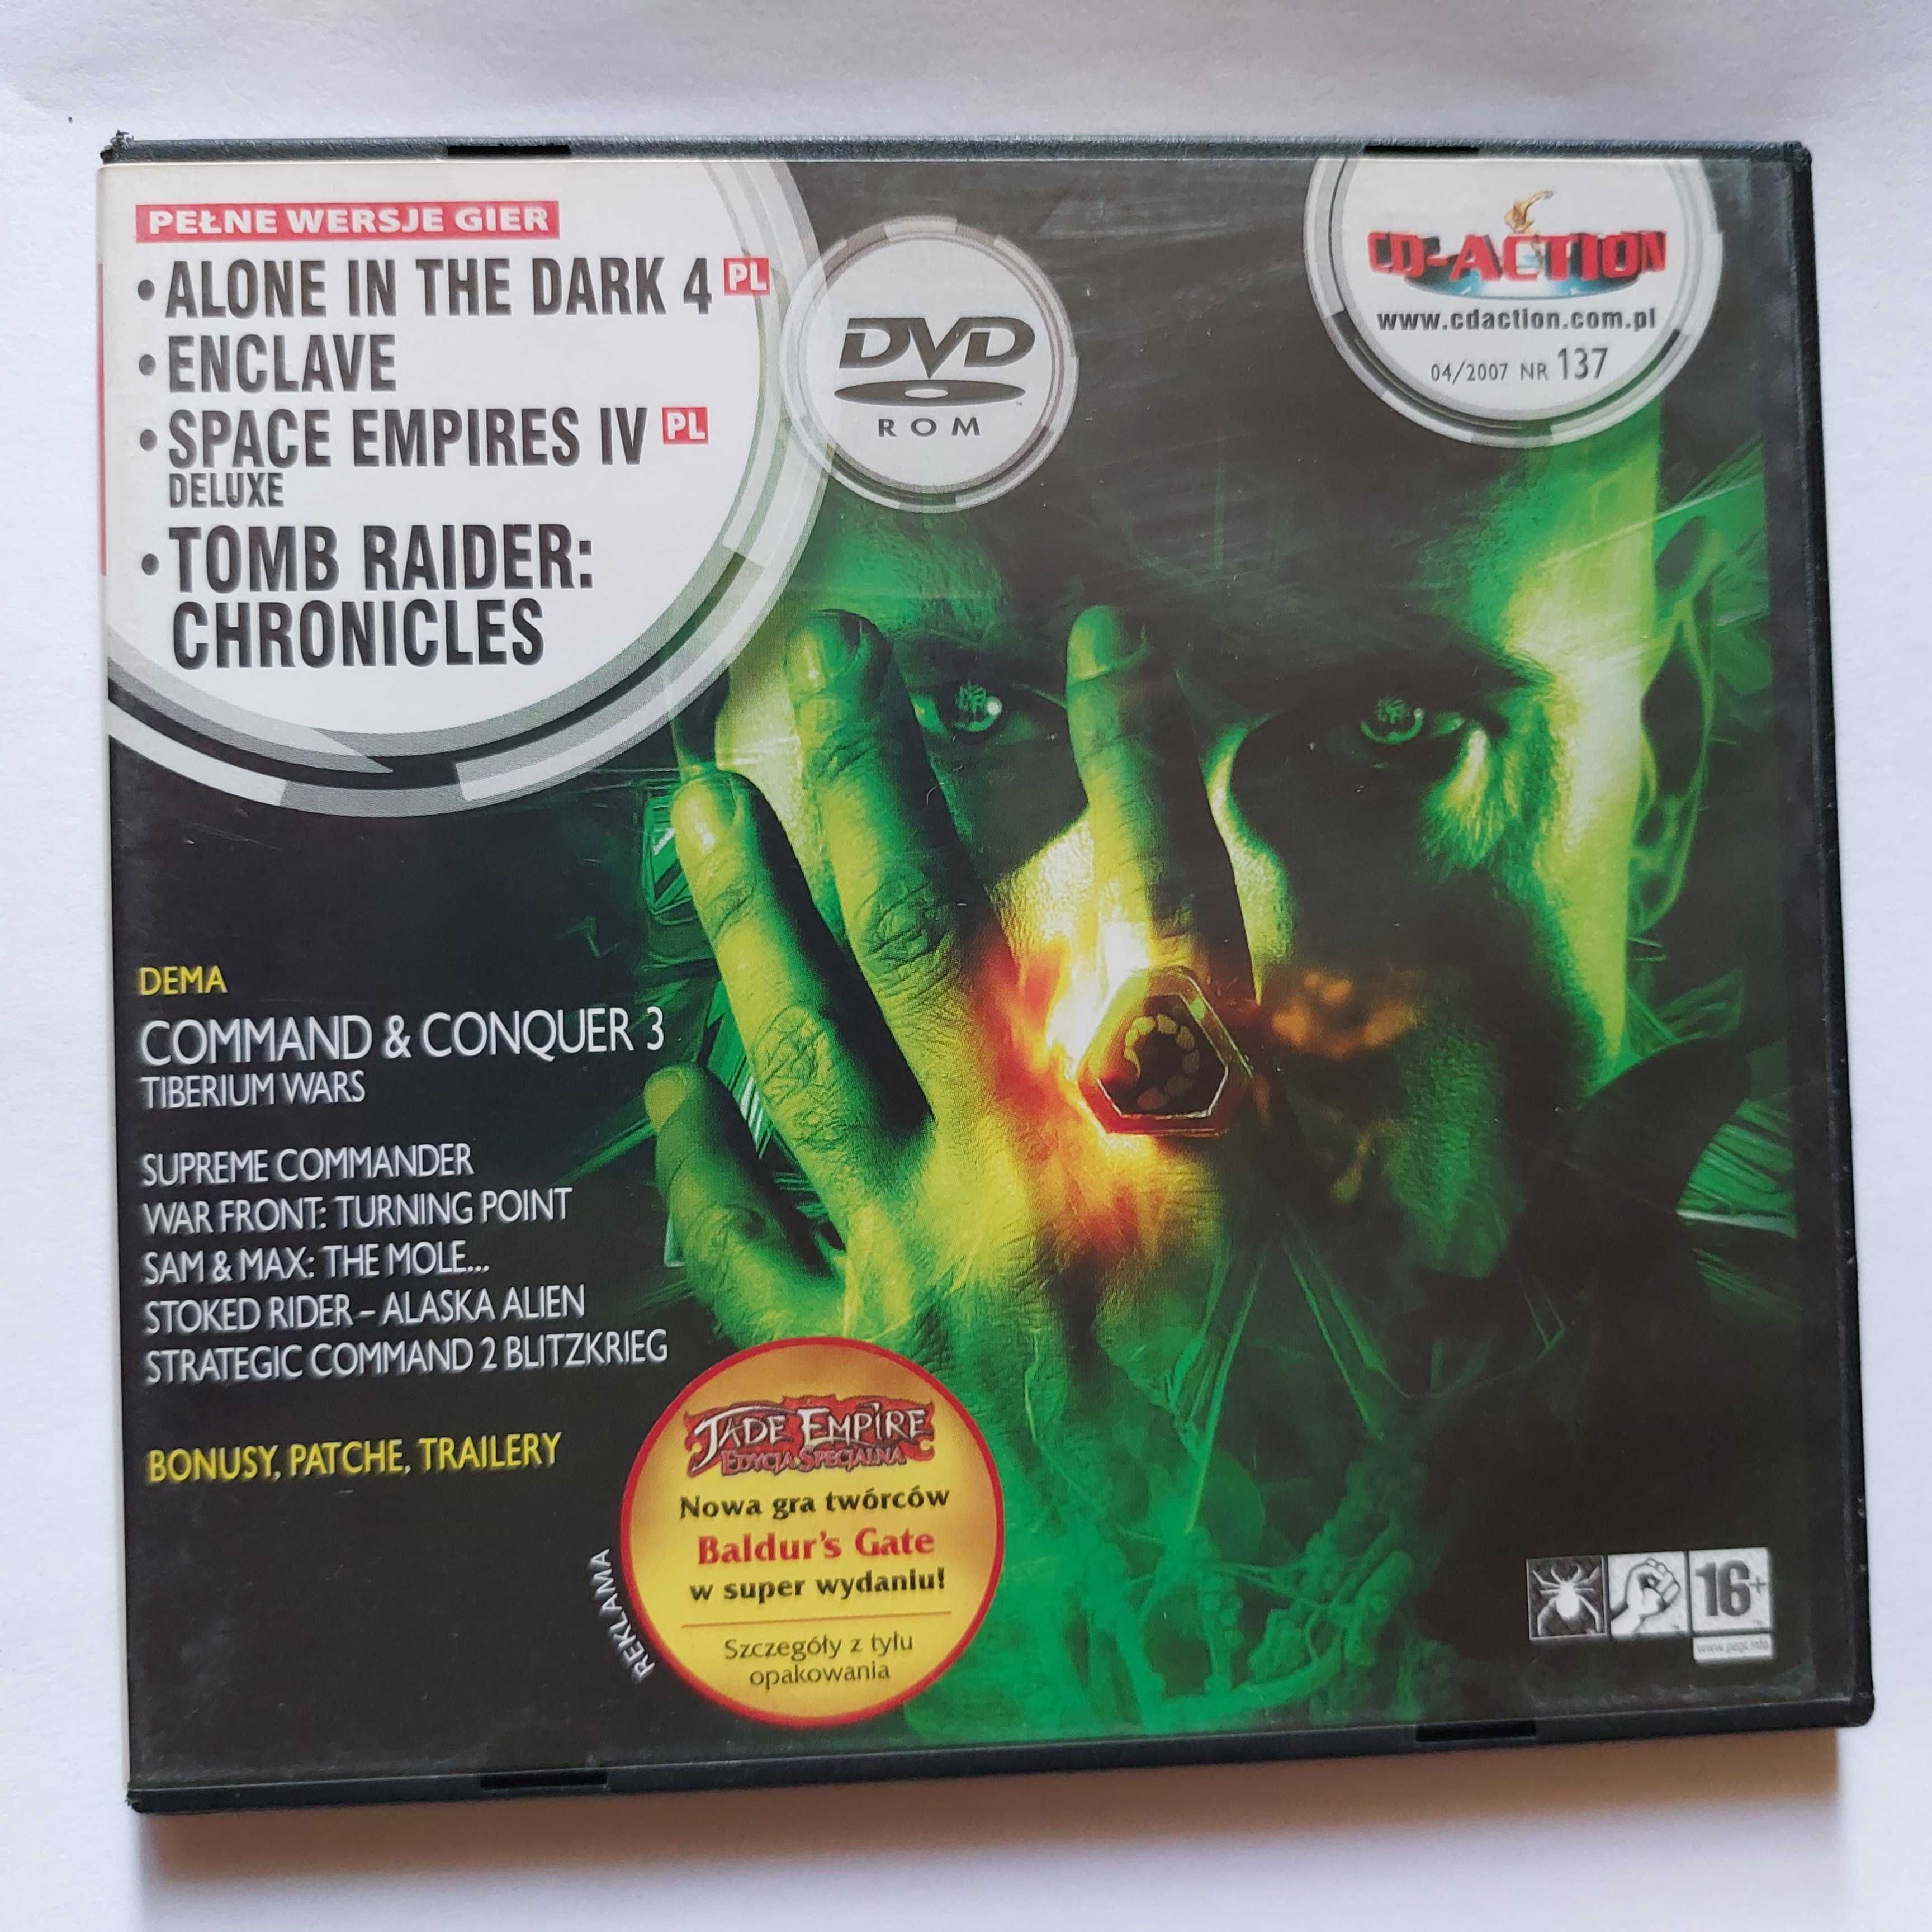 PEŁNE WERSJE GIER
• ALONE IN THE DARK 4 PL
• ENCLAVE
• SPACE EMPIRES IV PL
DELUXE
• TOMB RAIDER:
CHRONICLES
DVD
ROM
CD-ACTION
www.cdaction.com.pl
04/2007 NR 137
DEMA
COMMAND & CONQUER 3
TIBERIUM WARS
SUPREME COMMANDER
WAR FRONT: TURNING POINT
SAM & MAX: THE MOLE...
STOKED RIDER – ALASKA ALIEN
STRATEGIC COMMAND 2 BLITZKRIEG
BONUSY, PATCHE, TRAILERY
JADE EMPIRE
EDYCJA SPECJALNA
Nowa gra twórców
Baldur's Gate
w super wydaniu!
Szczegóły z tyłu
opakowania
REKLAMA
16+
www.pegi.info